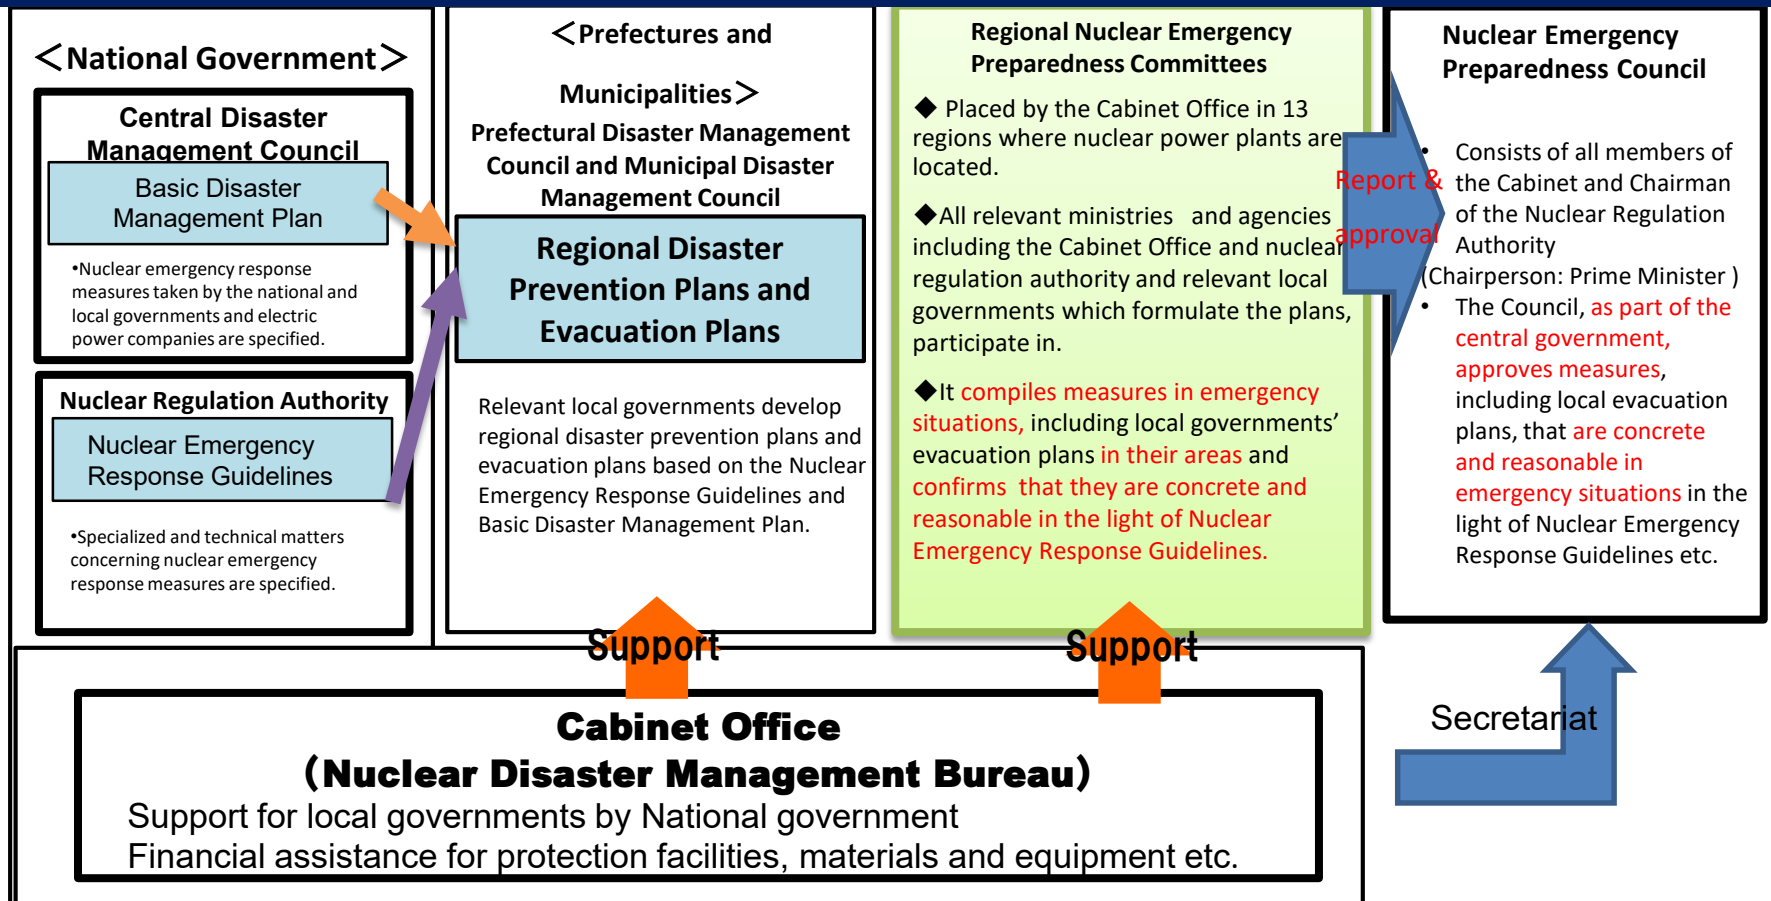 ＜National Government＞
Central Disaster
Management Council
Basic Disaster
Management Plan
•Nuclear emergency response
measures taken by the national and
local governments and electric
power companies are specified.
Nuclear Regulation Authority
Nuclear Emergency
Response Guidelines
•Specialized and technical matters
concerning nuclear emergency
response measures are specified.
＜Prefectures and
Municipalities＞
Prefectural Disaster Management
Council and Municipal Disaster
Management Council
Regional Disaster
Prevention Plans and
Evacuation Plans
Relevant local governments develop
regional disaster prevention plans and
evacuation plans based on the Nuclear
Emergency Response Guidelines and
Basic Disaster Management Plan.
Regional Nuclear Emergency
Preparedness Committees
◆ Placed by the Cabinet Office in 13
regions where nuclear power plants are
located.
◆All relevant ministries and agencies
including the Cabinet Office and nuclear
regulation authority and relevant local
governments which formulate the plans,
participate in.
◆It compiles measures in emergency
situations, including local governments’
evacuation plans in their areas and
confirms that they are concrete and
reasonable in the light of Nuclear
Emergency Response Guidelines.
Report &
approval
Nuclear Emergency
Preparedness Council
• Consists of all members of
the Cabinet and Chairman
of the Nuclear Regulation
Authority
(Chairperson: Prime Minister )
• The Council, as part of the
central government,
approves measures,
including local evacuation
plans, that are concrete
and reasonable in
emergency situations in the
light of Nuclear Emergency
Response Guidelines etc.
Support
Support
Secretariat
Cabinet Office
（Nuclear Disaster Management Bureau）
Support for local governments by National government
Financial assistance for protection facilities, materials and equipment etc.